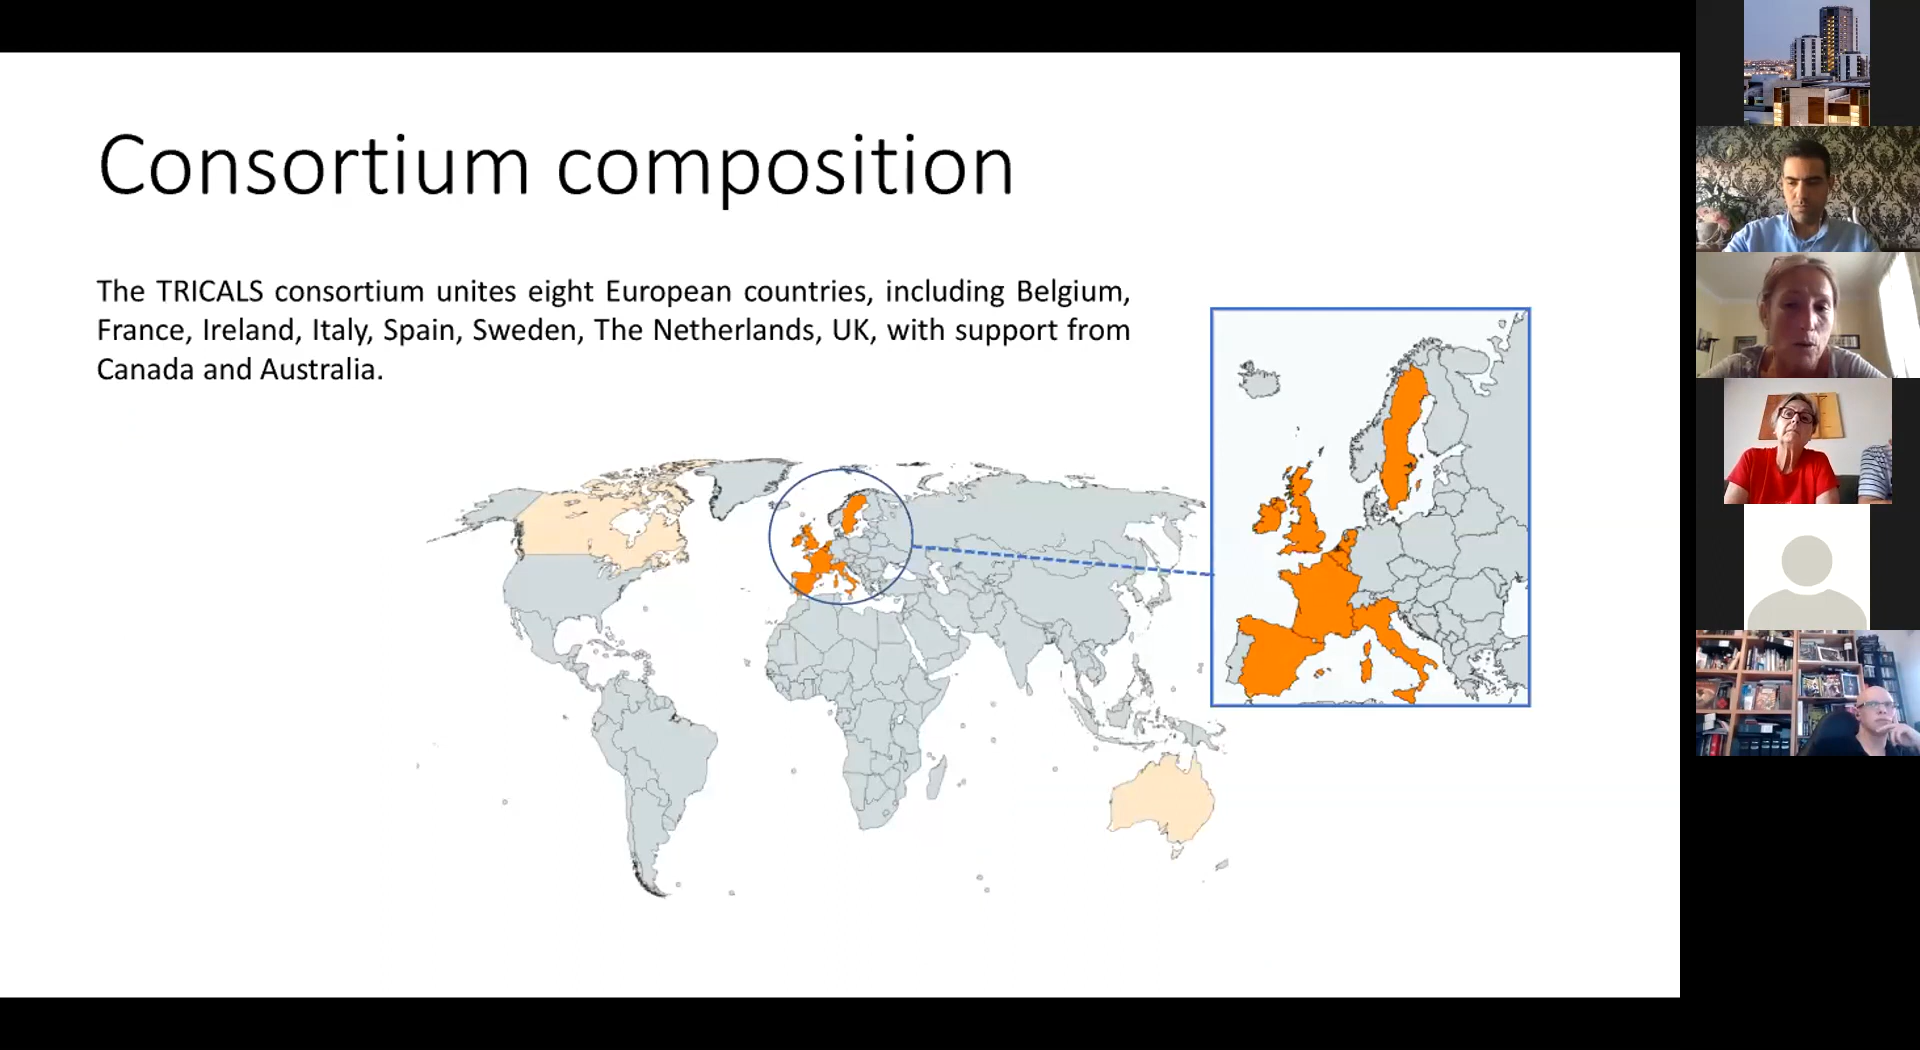 Consortium composition
The TRICALS consortium unites eight European countries, including Belgium,
France, Ireland, Italy, Spain, Sweden, The Netherlands, UK, with support from
Canada and Australia.